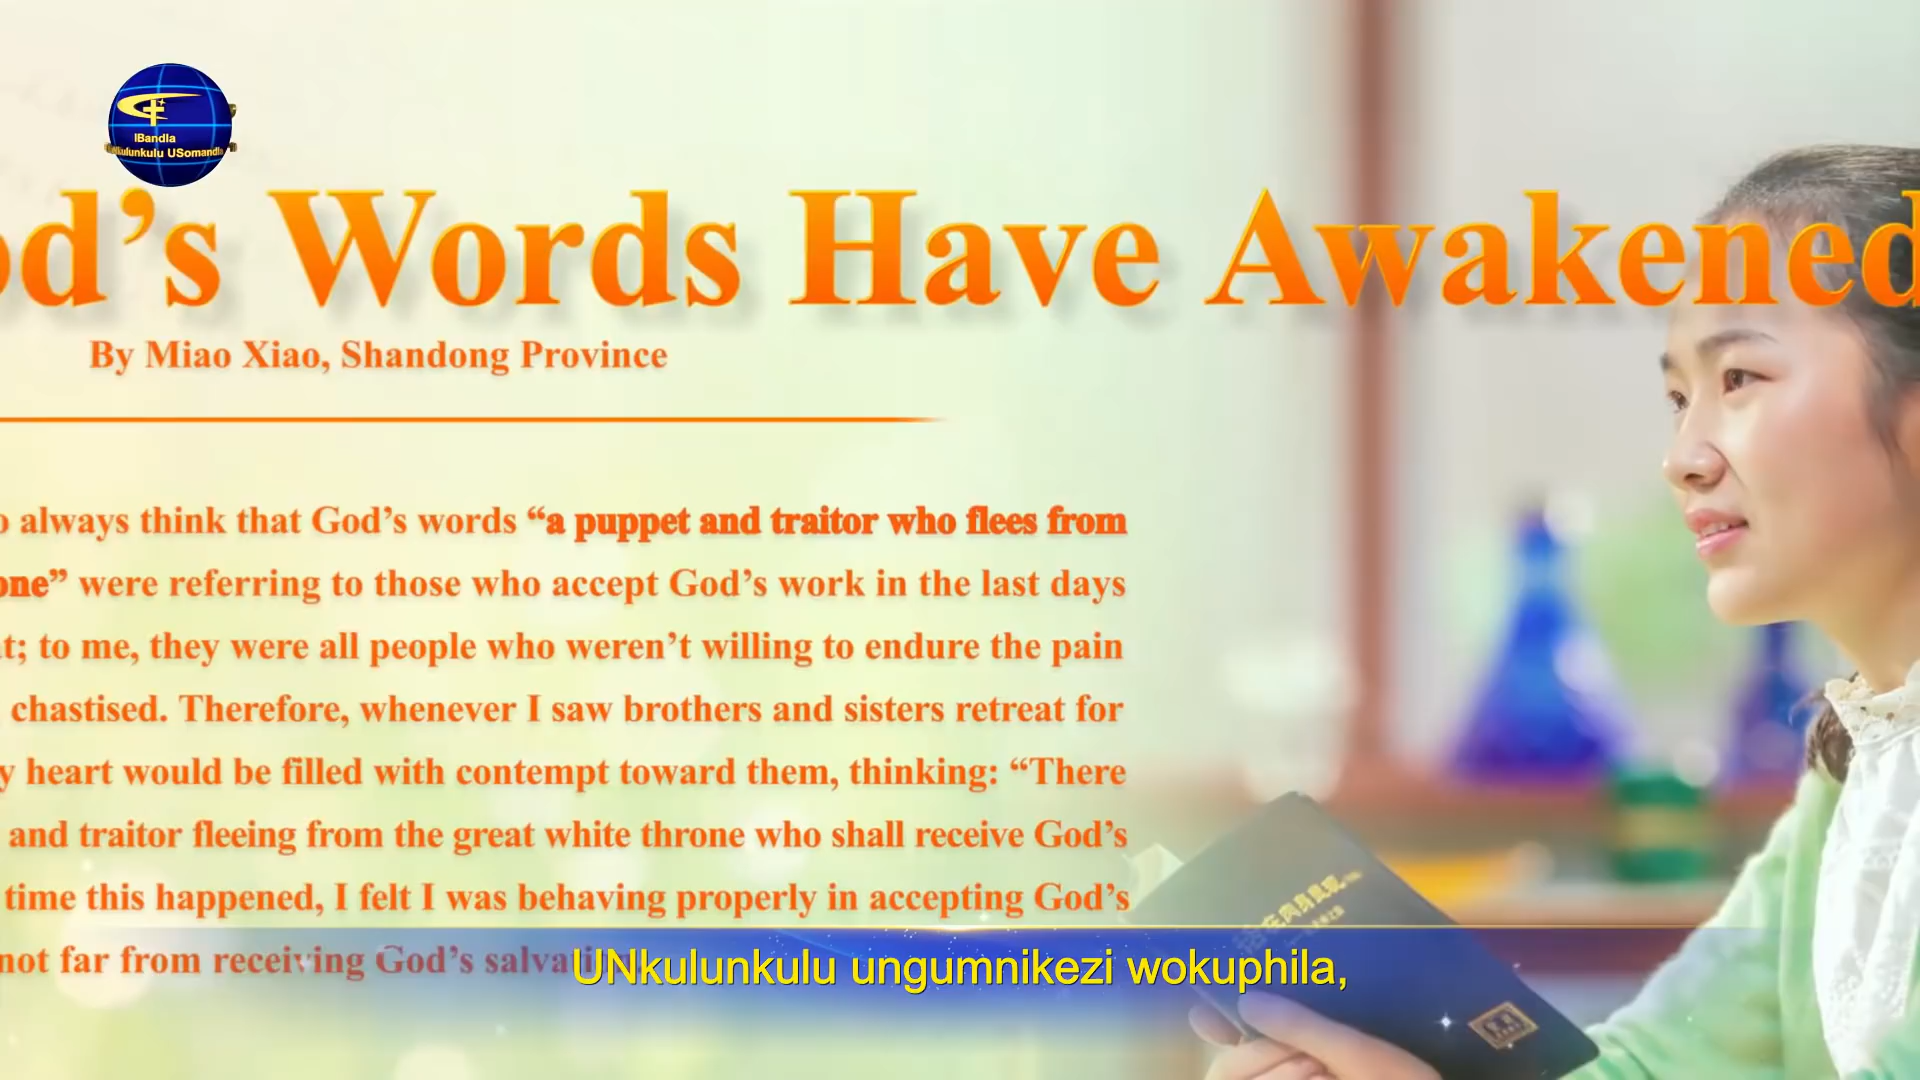 IBandla
Nkulunkulu USomandla
od’s Words Have Awakened
By Miao Xiao, Shandong Province
o always think that God’s words “a puppet and traitor who flees from
one” were referring to those who accept God’s work in the last days
t; to me, they were all people who weren’t willing to endure the pain
chastised. Therefore, whenever I saw brothers and sisters retreat for
y heart would be filled with contempt toward them, thinking: “There
and traitor fleeing from the great white throne who shall receive God’s
time this happened, I felt I was behaving properly in accepting God’s
not far from receiving God’s
UNkulunkulu ungumnikezi wokuphila,